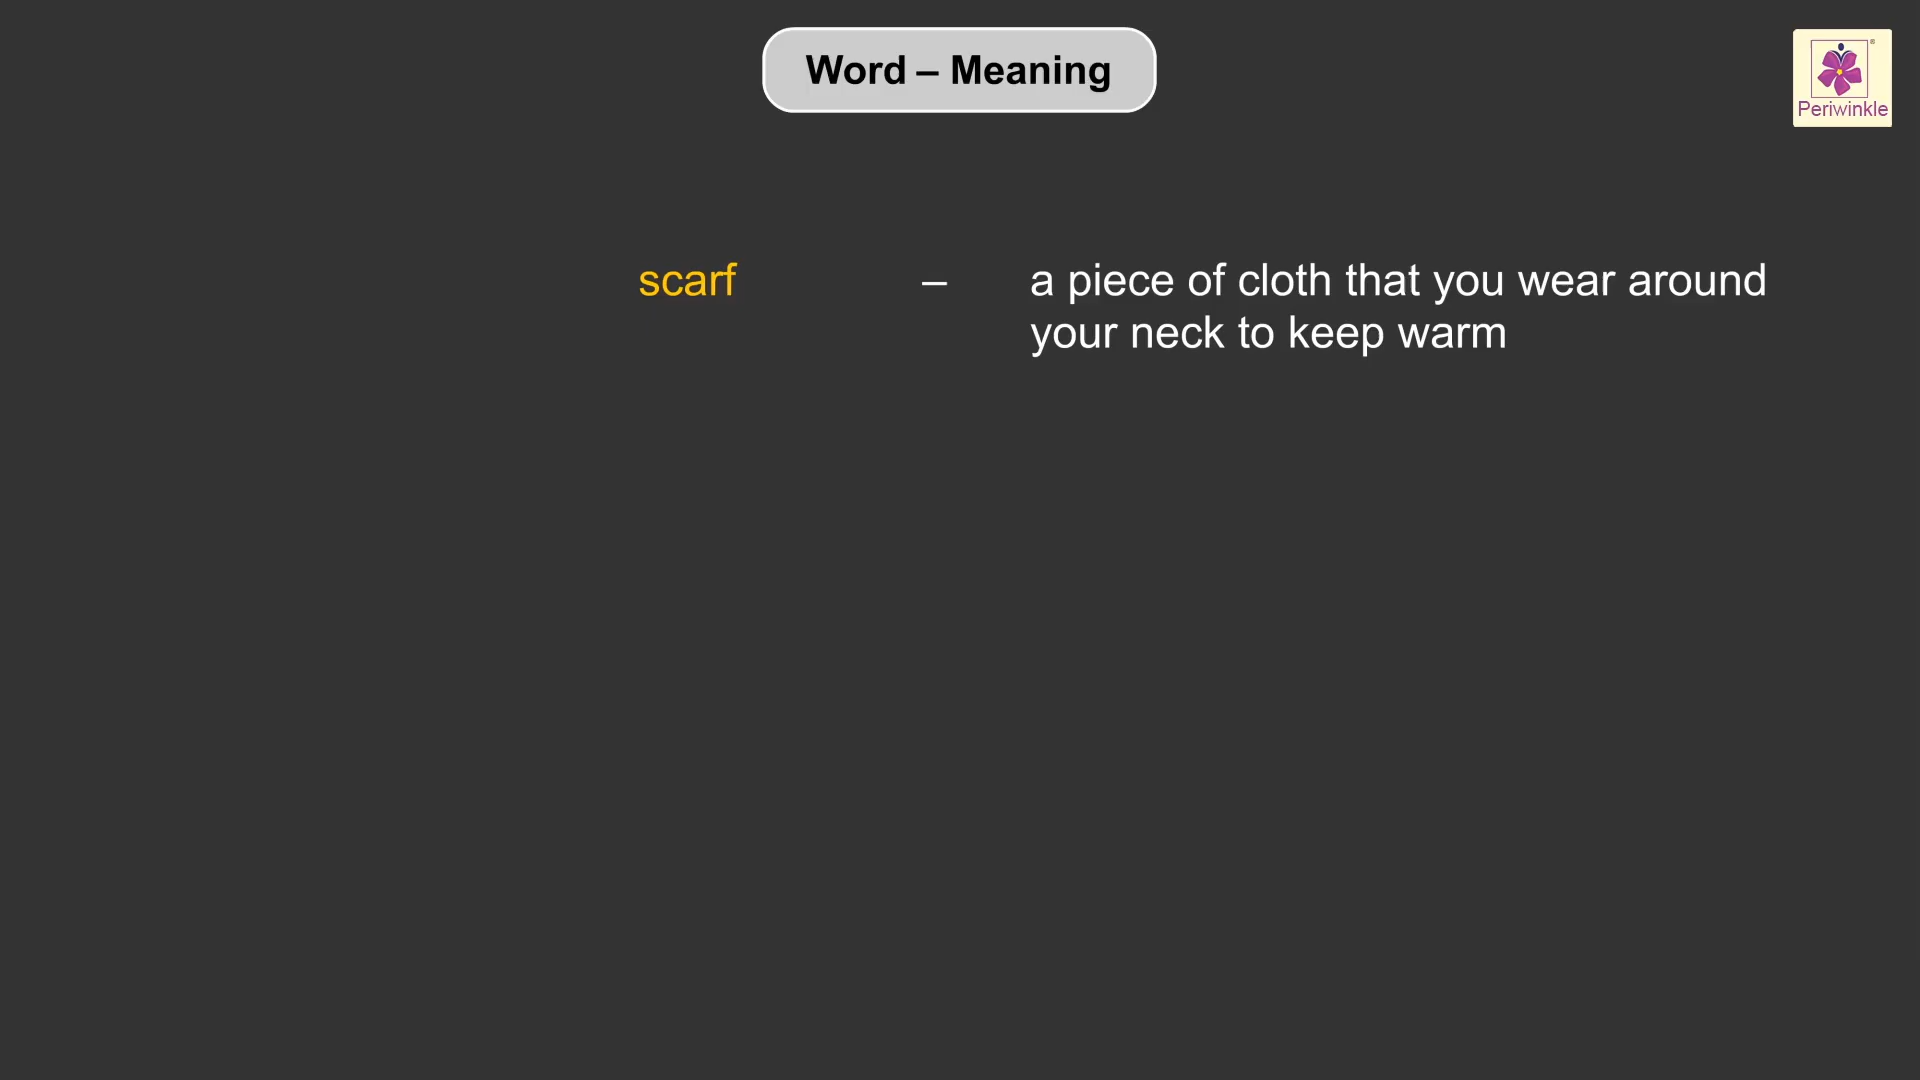 Word – Meaning
Periwinkle
scarf – a piece of cloth that you wear around
your neck to keep warm